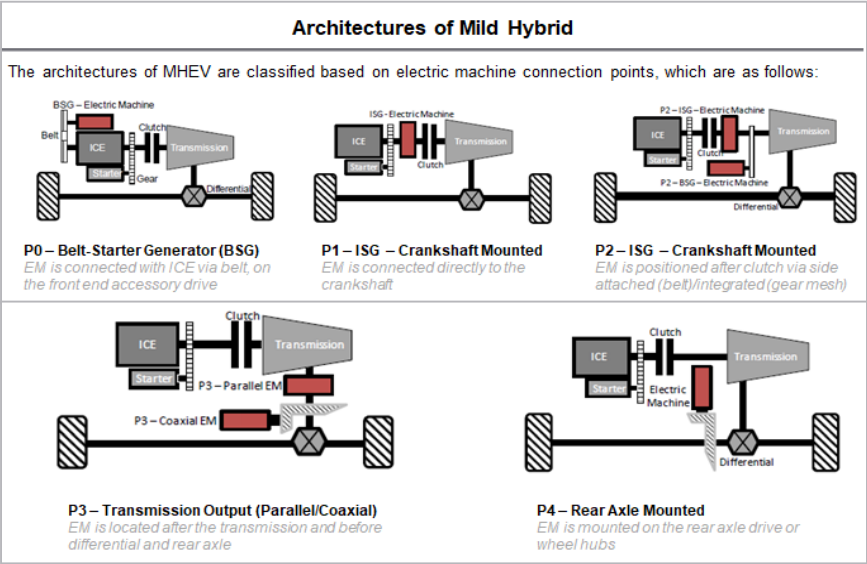 Architectures of Mild Hybrid
The architectures of MHEV are classified based on electric machine connection points, which are as follows:
BSG – Electric Machine
Belt
Clutch
ICE
Transmission
Starter
Gear
Differential
P0 – Belt-Starter Generator (BSG)
EM is connected with ICE via belt, on
the front end accessory drive
ISG - Electric Machine
ICE
Transmission
Starter
Clutch
P1 – ISG – Crankshaft Mounted
EM is connected directly to the
crankshaft
P2 – ISG – Electric Machine
ICE
Transmission
Starter
Clutch
P2 – BSG – Electric Machine
Differential
P2 – ISG – Crankshaft Mounted
EM is positioned after clutch via side
attached (belt)/integrated (gear mesh)
Clutch
ICE
Transmission
Starter
P3 – Parallel EM
P3 – Coaxial EM
P3 – Transmission Output (Parallel/Coaxial)
EM is located after the transmission and before
differential and rear axle
Clutch
ICE
Transmission
Starter
Electric
Machine
Differential
P4 – Rear Axle Mounted
EM is mounted on the rear axle drive or
wheel hubs